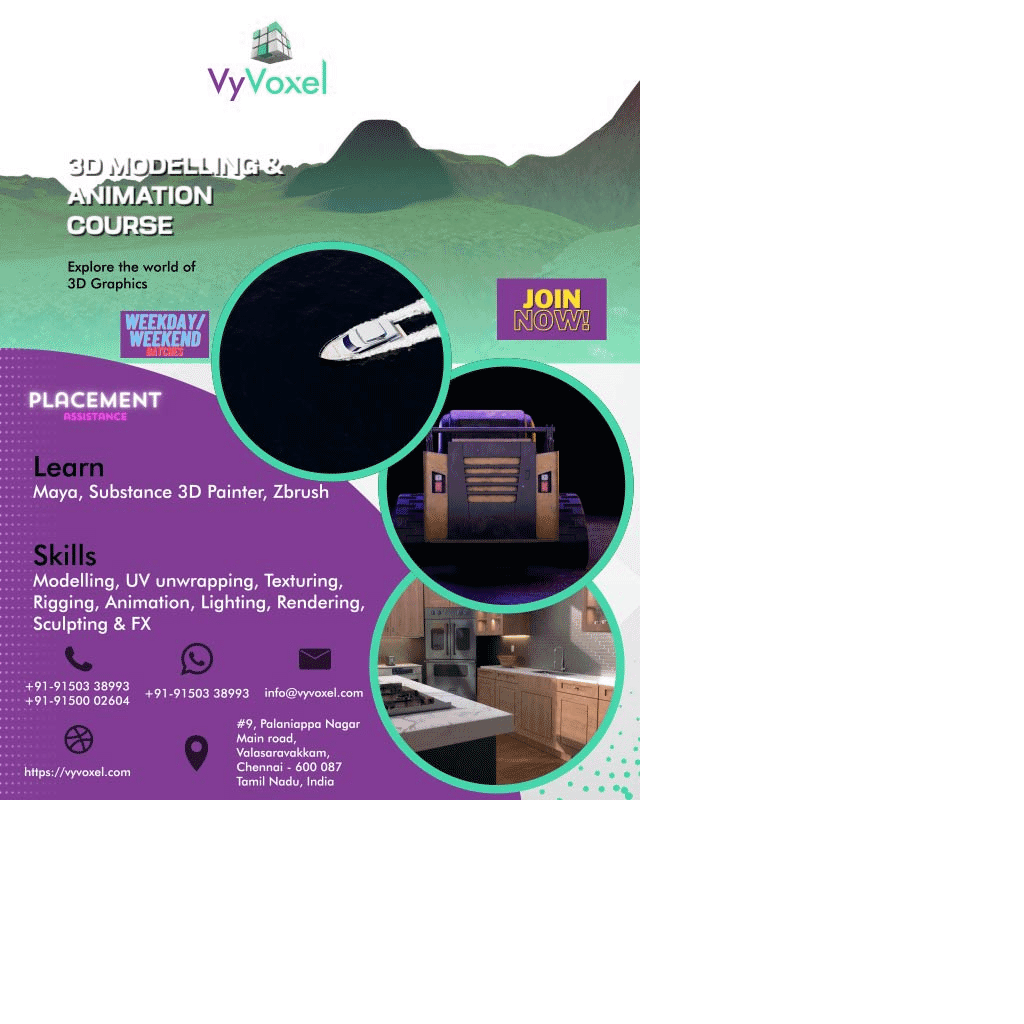 VyVoxel
3D MODELLING &
ANIMATION
COURSE
Explore the world of
3D Graphics
JOIN
NOW!
WEEKDAY/
WEEKEND
BATCHES
PLACEMENT
ASSISTANCE
Learn
Maya, Substance 3D Painter, Zbrush
Skills
Modelling, UV unwrapping, Texturing,
Rigging, Animation, Lighting, Rendering,
Sculpting & FX
+91-91503 38993
+91-91500 02604
+91-91503 38993
info@vyvoxel.com
https://vyvoxel.com
#9, Palaniappa Nagar
Main road,
Valasaravakkam,
Chennai - 600 087
Tamil Nadu, India